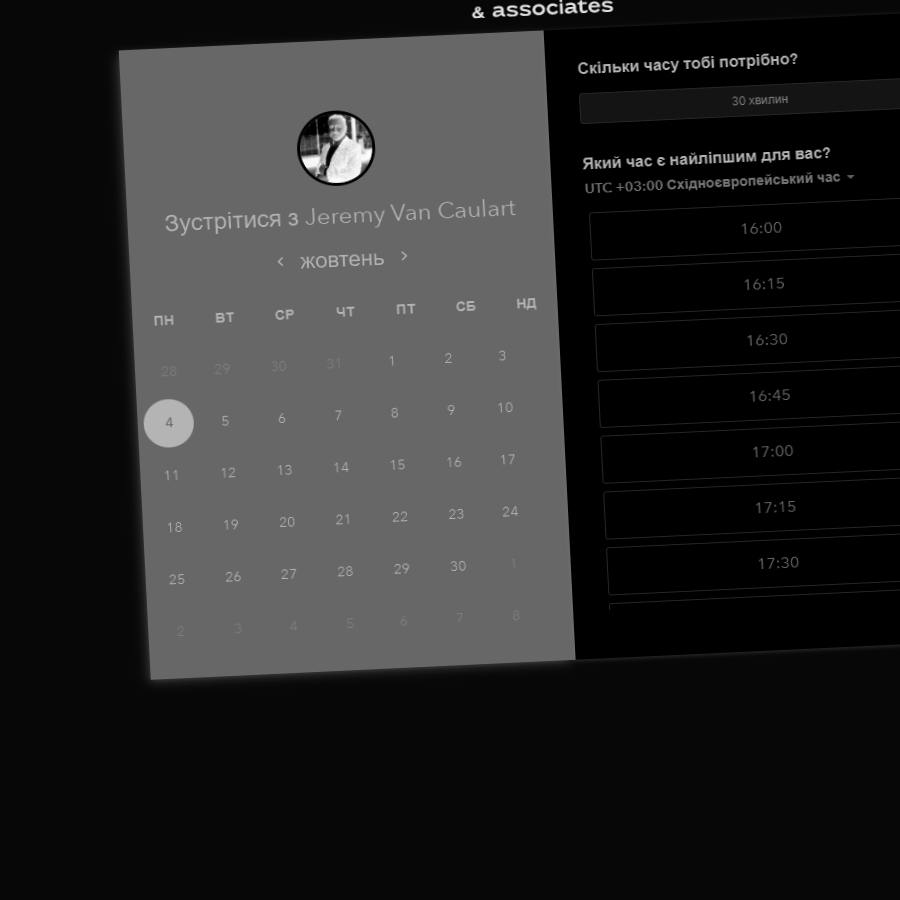 & associates
Зустрітися з Jeremy Van Caulart
жовтень
ПН ВТ СР ЧТ ПТ СБ НД
28 29 30 31 1 2 3
4 5 6 7 8 9 10
11 12 13 14 15 16 17
18 19 20 21 22 23 24
25 26 27 28 29 30 1
2 3 4 5 6 7 8
Скільки часу тобі потрібно?
30 хвилин
Який час є найліпшим для вас?
UTC +03:00 Східноєвропейський час
16:00
16:15
16:30
16:45
17:00
17:15
17:30